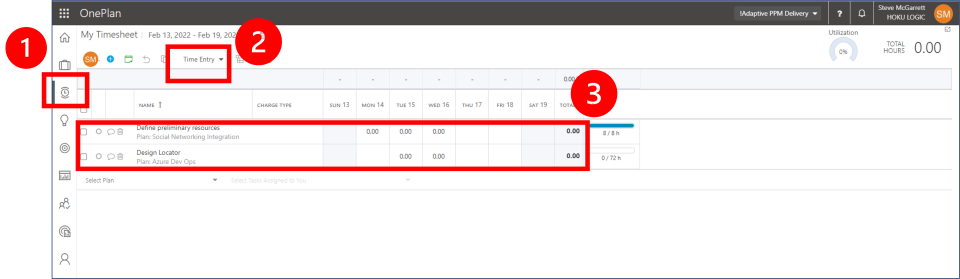 OnePlan
!Adaptive PPM Delivery
?
Steve McGarrett
HOKU LOGIC
SM
1
My Timesheet | Feb 13, 2022 - Feb 19, 202
2
Utilization
0%
TOTAL HOURS 0.00
SM
Time Entry
- - - - - - - 0.00
3
NAME ↑ CHARGE TYPE SUN 13 MON 14 TUE 15 WED 16 THU 17 FRI 18 SAT 19 TOTA
Define preliminary resources 0.00 0.00 0.00 0.00 8 / 8 h
Plan: Social Networking Integration
Design Locator 0.00 0.00 0.00 0 / 72 h
Plan: Azure Dev Ops
Select Plan Select Tasks Assigned to You